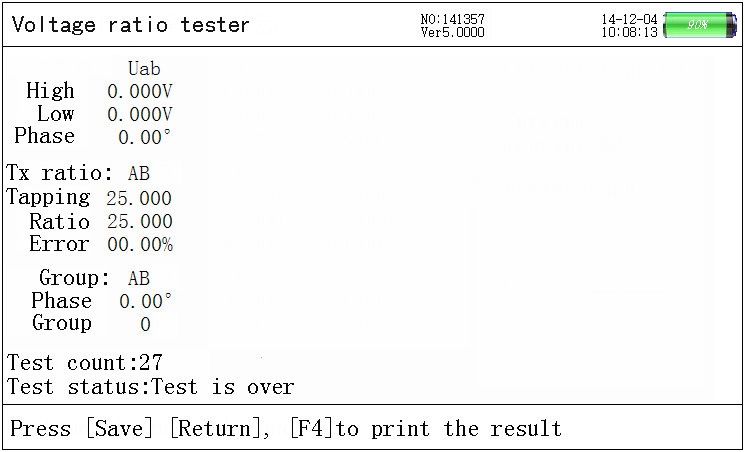 Voltage ratio tester
NO:141357
Ver5.0000
14-12-04
10:08:13
90%
Uab
High 0.000V
Low 0.000V
Phase 0.00°
Tx ratio: AB
Tapping 25.000
Ratio 25.000
Error 00.00%
Group: AB
Phase 0.00°
Group 0
Test count:27
Test status:Test is over
Press [Save] [Return], [F4]to print the result